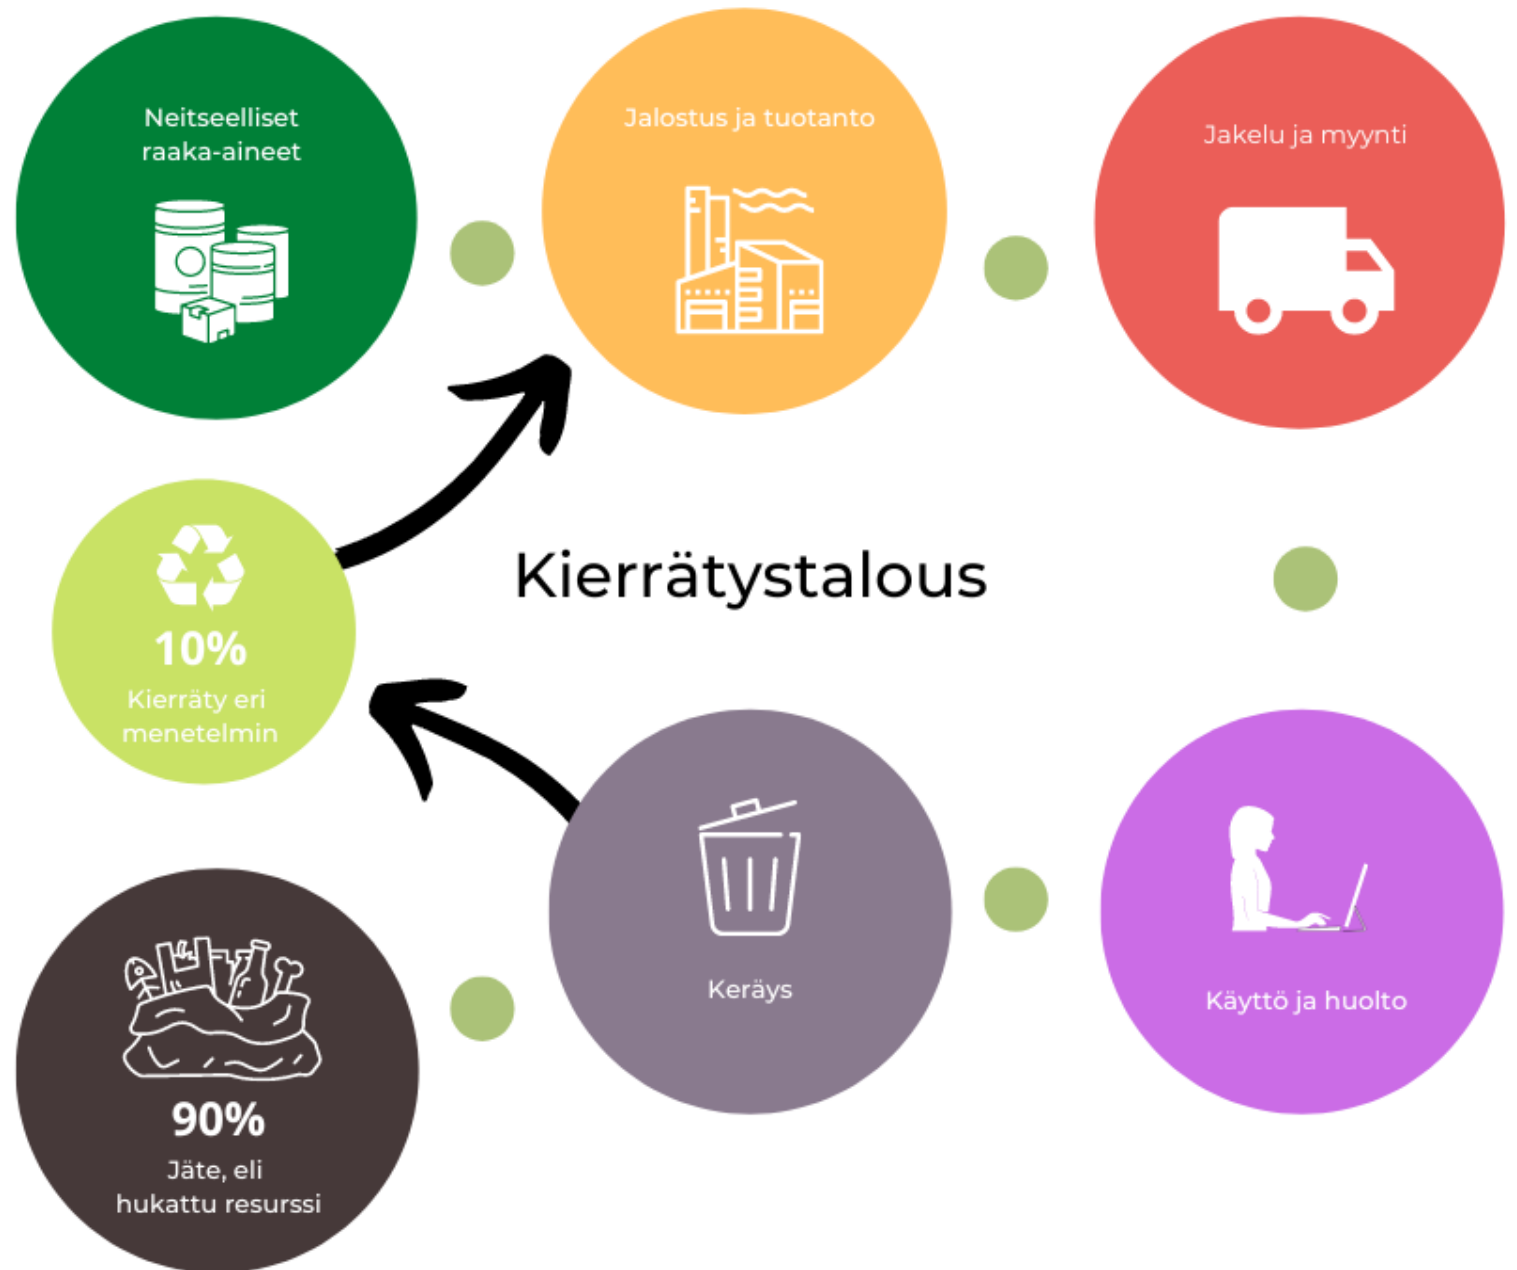 Neitseelliset
raaka-aineet
Jalostus ja tuotanto
Jakelu ja myynti
Kierrätystalous
10%
Kierräty eri
menetelmin
Keräys
Käyttö ja huolto
90%
Jäte, eli
hukattu resurssi